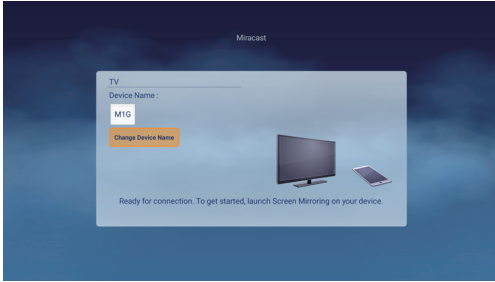 Miracast
TV
Device Name :
M1G
Change Device Name
Ready for connection. To get started, launch Screen Mirroring on your device.